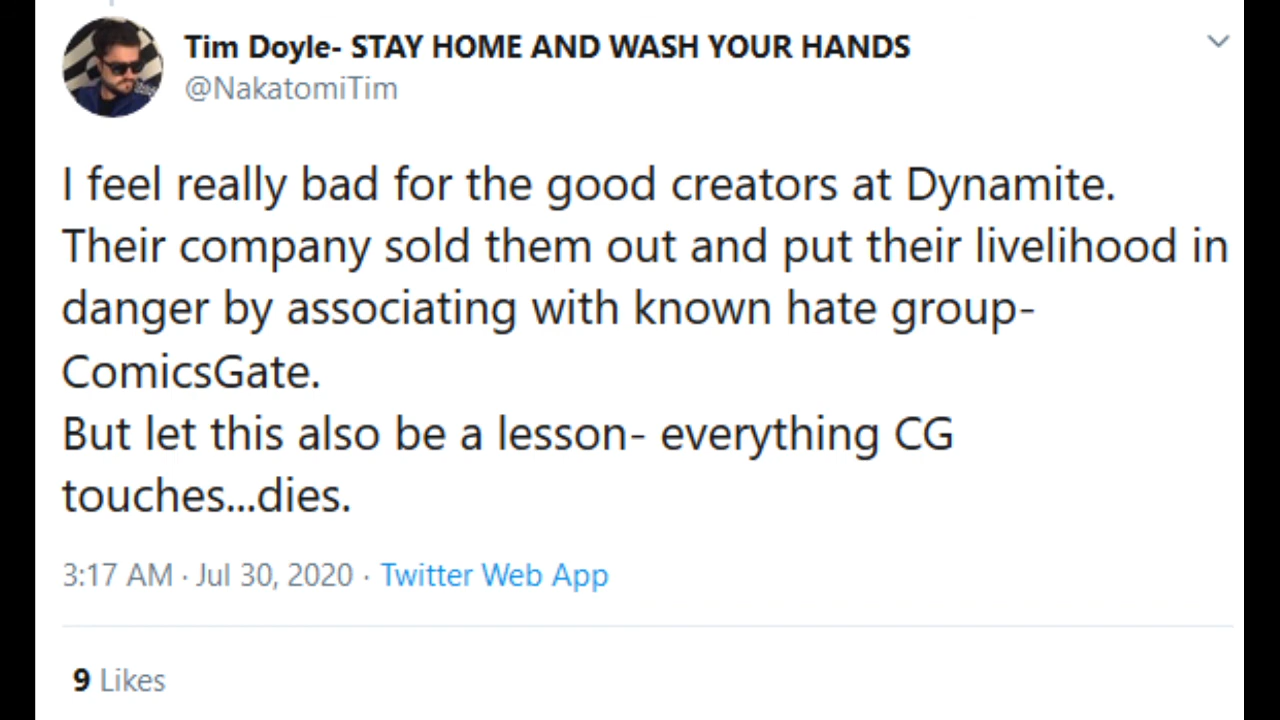 Tim Doyle- STAY HOME AND WASH YOUR HANDS
@NakatomiTim
I feel really bad for the good creators at Dynamite.
Their company sold them out and put their livelihood in
danger by associating with known hate group-
ComicsGate.
But let this also be a lesson- everything CG
touches...dies.
3:17 AM · Jul 30, 2020 · Twitter Web App
9 Likes